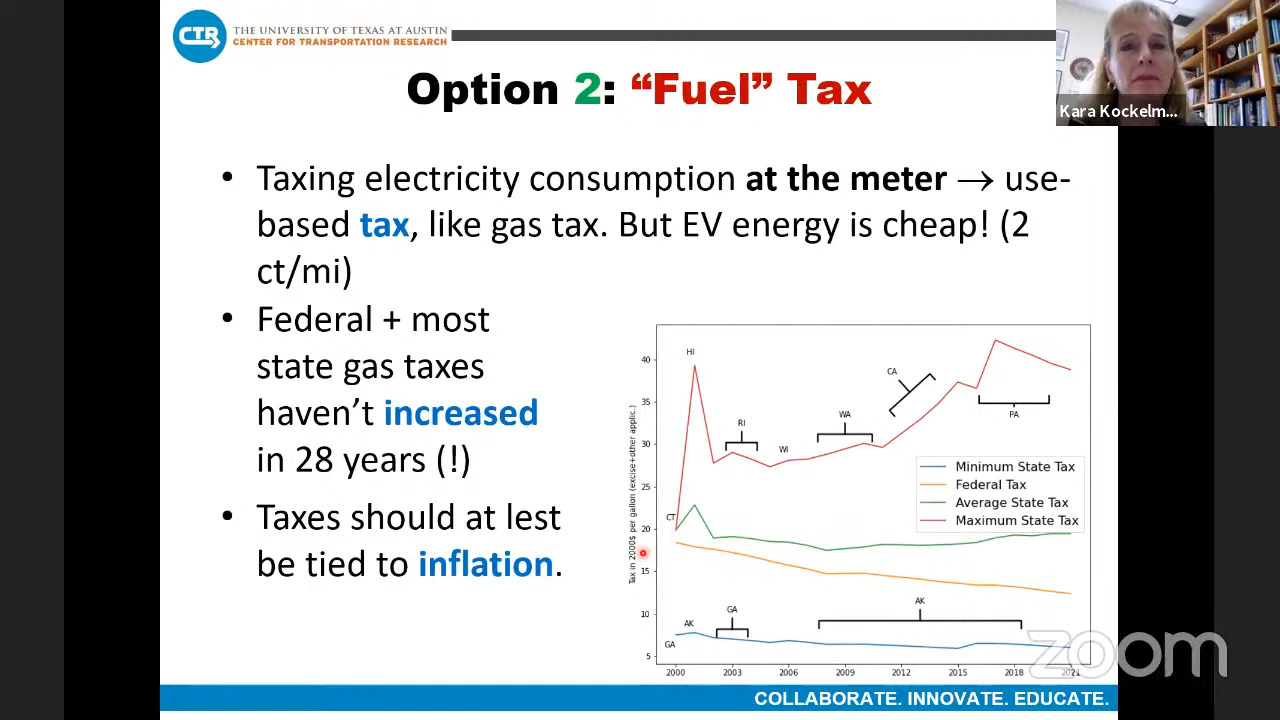 CTR
THE UNIVERSITY OF TEXAS AT AUSTIN
CENTER FOR TRANSPORTATION RESEARCH
Kara Kockelm...
Option 2: “Fuel” Tax
• Taxing electricity consumption at the meter → use-
based tax, like gas tax. But EV energy is cheap! (2
ct/mi)
• Federal + most
state gas taxes
haven’t increased
in 28 years (!)
• Taxes should at lest
be tied to inflation.
Tax in 2000$ per gallon (excise+other applic.)
40
35
30
25
20
15
10
5
HI
CT
RI
WI
WA
CA
PA
GA
AK
GA
AK
Minimum State Tax
Federal Tax
Average State Tax
Maximum State Tax
2000 2003 2006 2009 2012 2015 2018 2021
zoom
COLLABORATE. INNOVATE. EDUCATE.